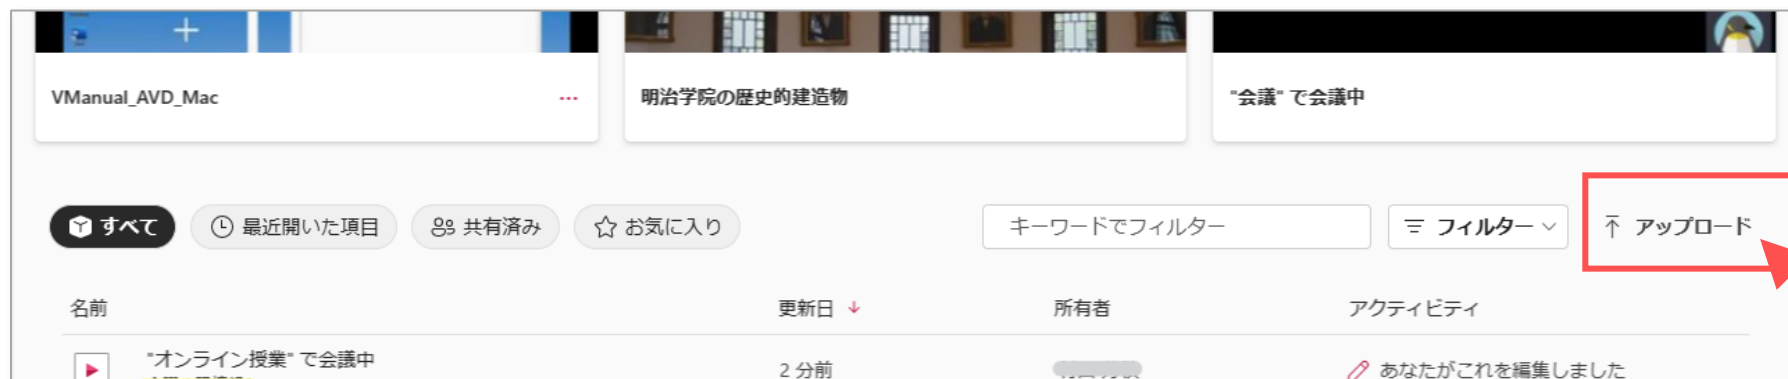 VManual_AVD_Mac
明治学院の歴史的建造物
"会議" で会議中
すべて 最近開いた項目 共有済み お気に入り キーワードでフィルター フィルター アップロード
名前 更新日 所有者 アクティビティ
"オンライン授業" で会議中
2 分前 あなたがこれを編集しました